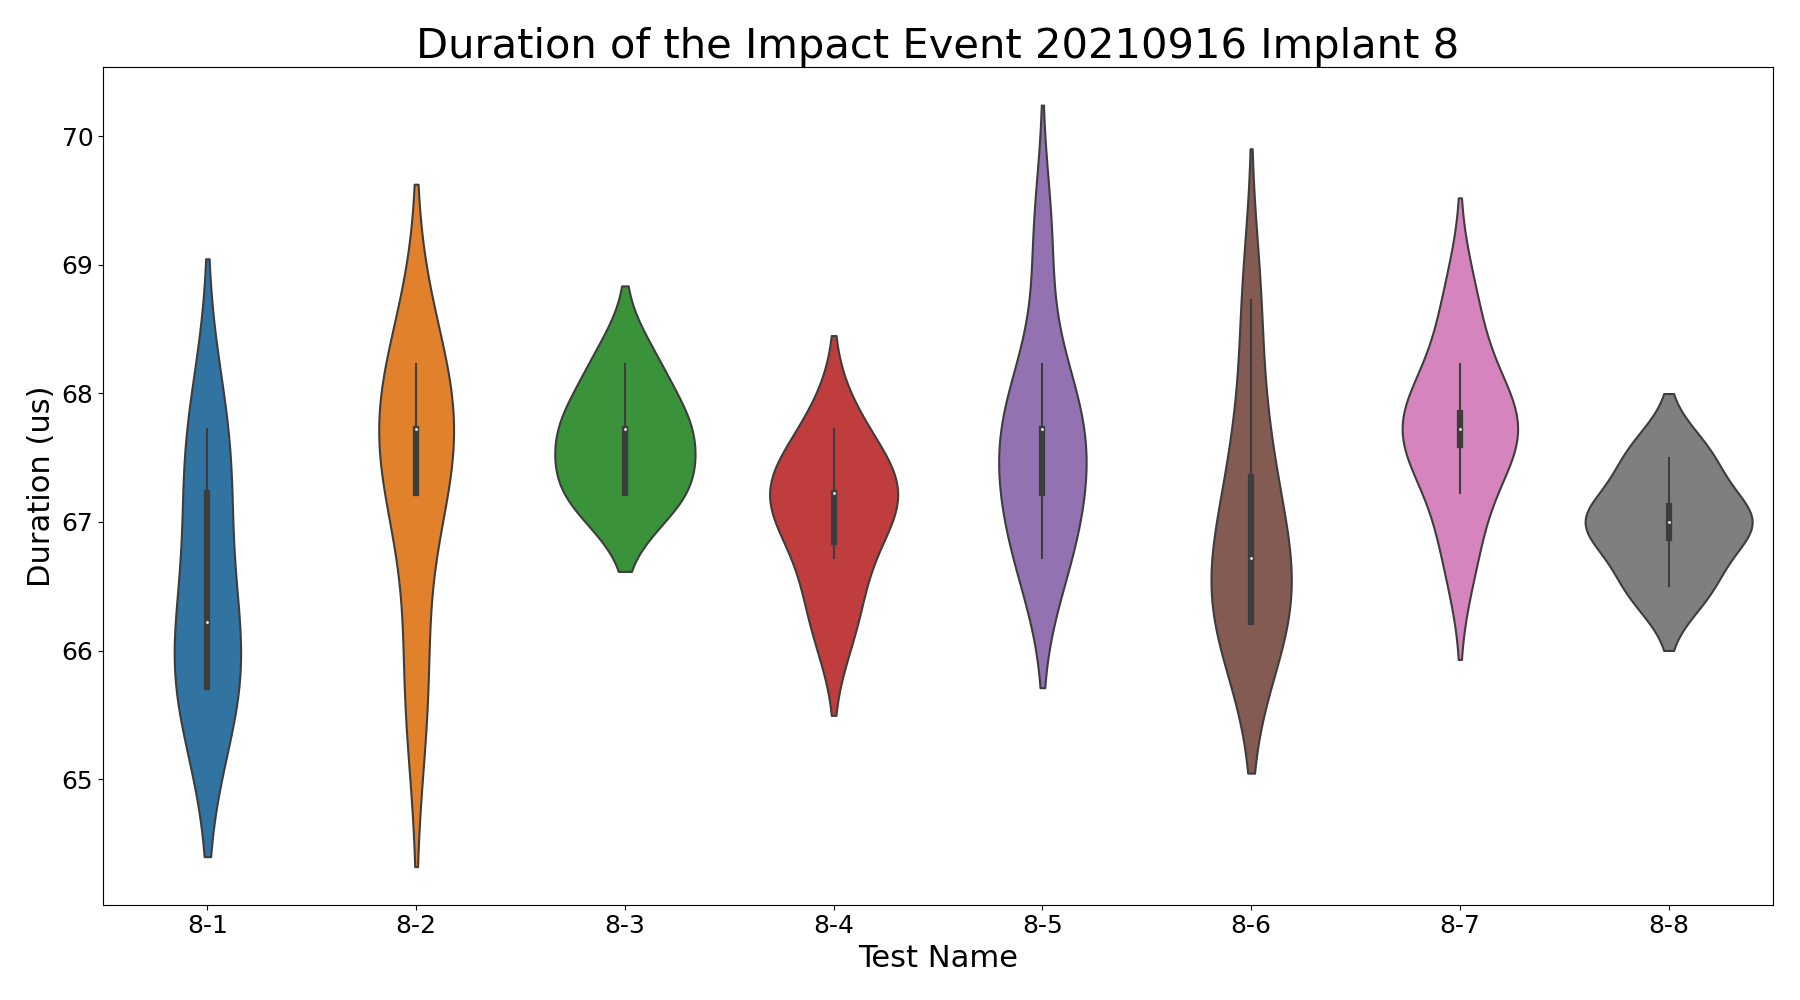 Duration of the Impact Event 20210916 Implant 8
Duration (us)
70
69
68
67
66
65
8-1 8-2 8-3 8-4 8-5 8-6 8-7 8-8
Test Name